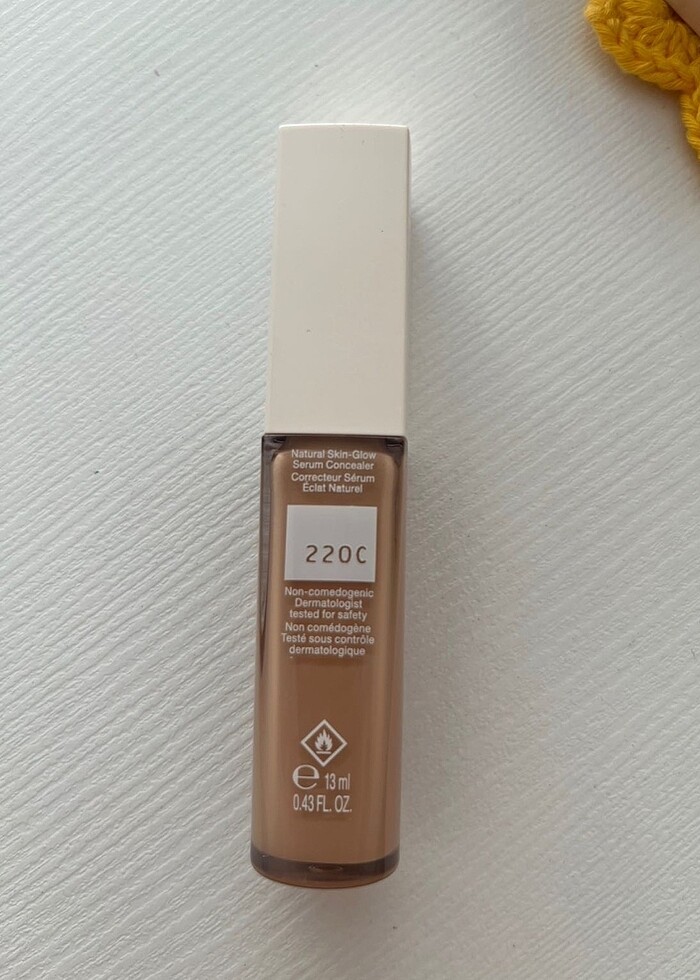 Natural Skin-Glow
Serum Concealer
Correcteur Sérum
Éclat Naturel
220C
Non-comedogenic
Dermatologist
tested for safety
Non comédogène
Testé sous contrôle
dermatologique
℮ 13 ml
0.43 FL. OZ.